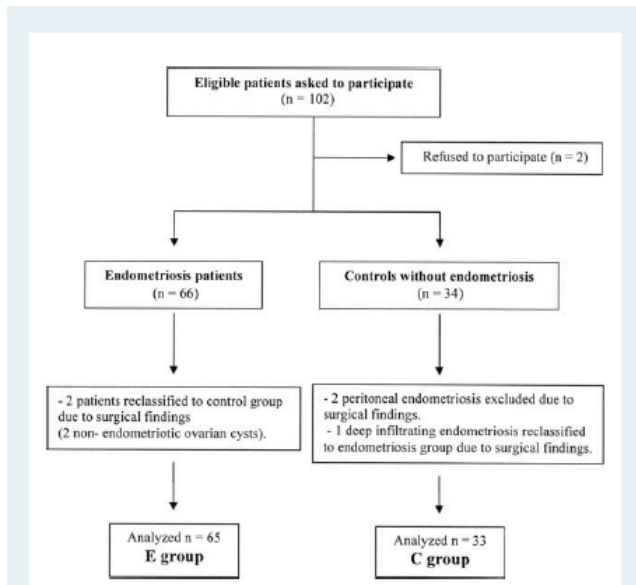 Eligible patients asked to participate
(n = 102)
Refused to participate (n = 2)
Endometriosis patients
(n = 66)
Controls without endometriosis
(n = 34)
- 2 patients reclassified to control group
due to surgical findings
(2 non- endometriotic ovarian cysts).
- 2 peritoneal endometriosis excluded due to
surgical findings.
- 1 deep infiltrating endometriosis reclassified
to endometriosis group due to surgical findings.
Analyzed n = 65
E group
Analyzed n = 33
C group